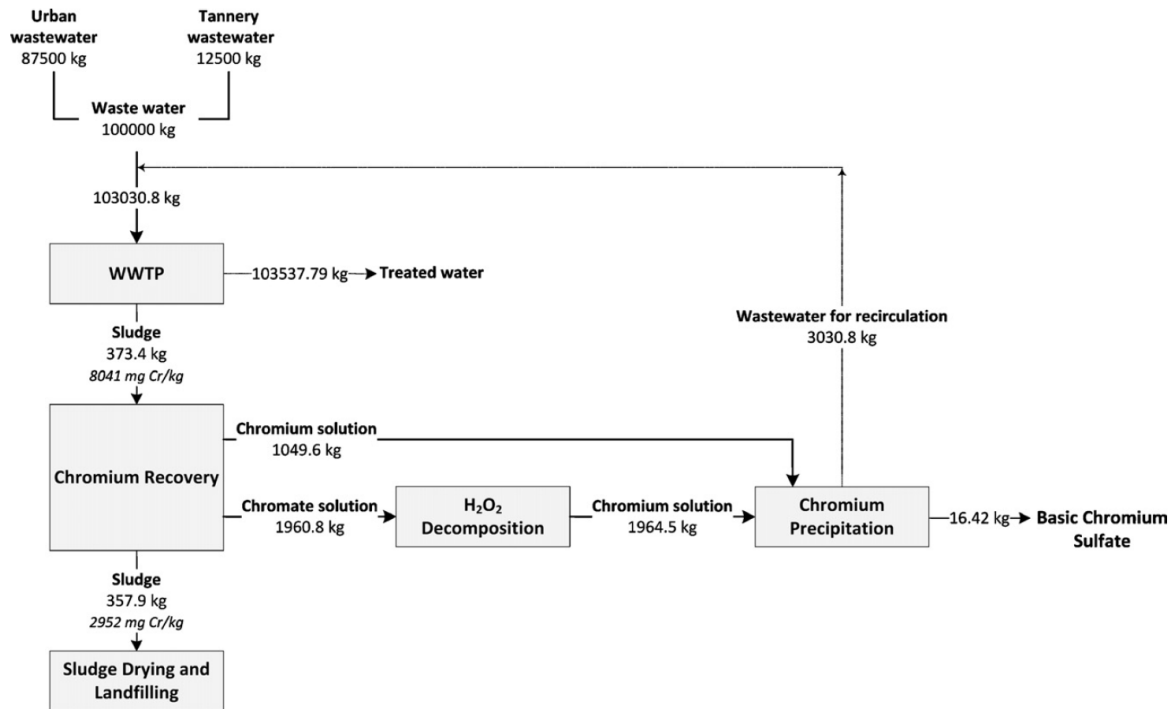 Urban
wastewater
87500 kg
Tannery
wastewater
12500 kg
Waste water
100000 kg
103030.8 kg
WWTP
103537.79 kg
Treated water
Sludge
373.4 kg
8041 mg Cr/kg
Wastewater for recirculation
3030.8 kg
Chromium Recovery
Chromium solution
1049.6 kg
Chromate solution
1960.8 kg
H₂O₂
Decomposition
Chromium solution
1964.5 kg
Chromium
Precipitation
16.42 kg
Basic Chromium
Sulfate
Sludge
357.9 kg
2952 mg Cr/kg
Sludge Drying and
Landfilling